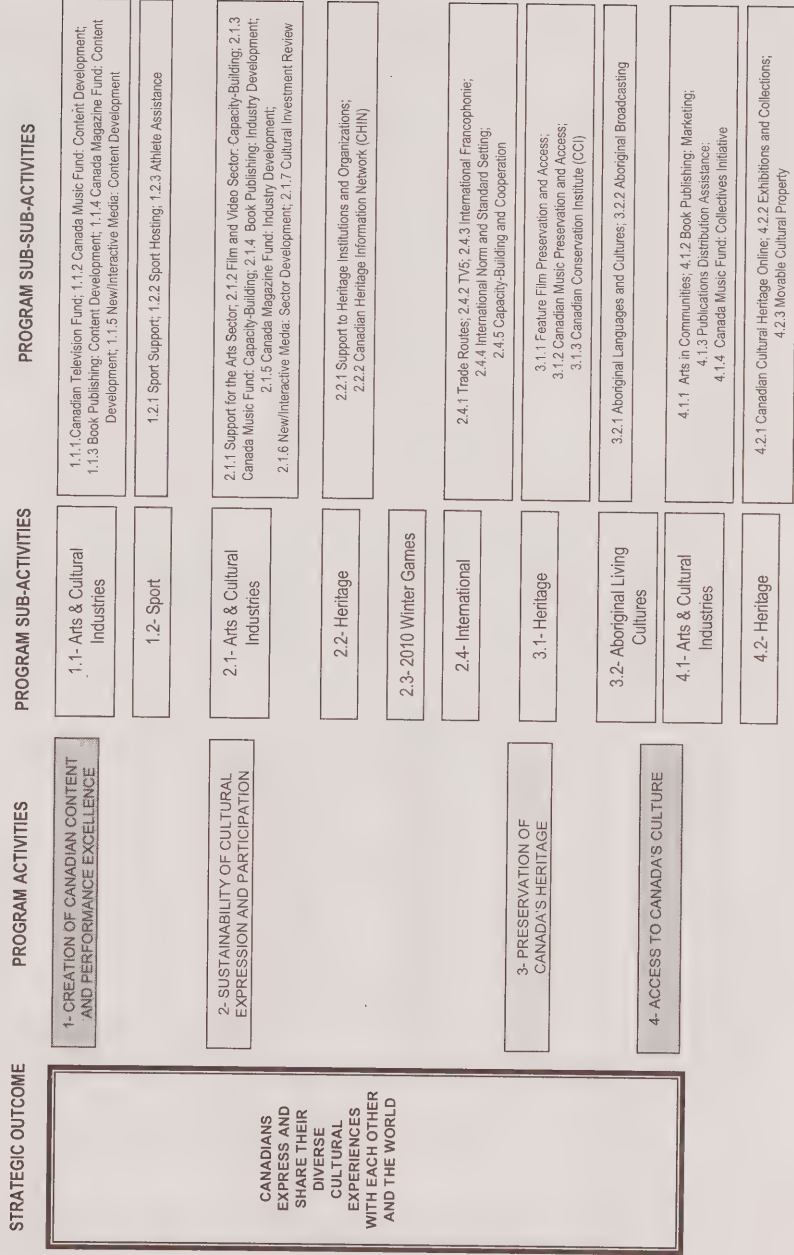 STRATEGIC OUTCOME
PROGRAM ACTIVITIES
PROGRAM SUB-ACTIVITIES
PROGRAM SUB-SUB-ACTIVITIES
CANADIANS
EXPRESS AND
SHARE THEIR
DIVERSE
CULTURAL
EXPERIENCES
WITH EACH OTHER
AND THE WORLD
1- CREATION OF CANADIAN CONTENT
AND PERFORMANCE EXCELLENCE
1.1- Arts & Cultural
Industries
1.1.1.Canadian Television Fund; 1.1.2 Canada Music Fund: Content Development;
1.1.3 Book Publishing: Content Development; 1.1.4 Canada Magazine Fund: Content
Development; 1.1.5 New/Interactive Media: Content Development
1.2- Sport
1.2.1 Sport Support; 1.2.2 Sport Hosting; 1.2.3 Athlete Assistance
2- SUSTAINABILITY OF CULTURAL
EXPRESSION AND PARTICIPATION
2.1- Arts & Cultural
Industries
2.1.1 Support for the Arts Sector; 2.1.2 Film and Video Sector: Capacity-Building; 2.1.3
Canada Music Fund: Capacity-Building; 2.1.4 Book Publishing: Industry Development;
2.1.5 Canada Magazine Fund: Industry Development;
2.1.6 New/Interactive Media: Sector Development; 2.1.7 Cultural Investment Review
2.2- Heritage
2.2.1 Support to Heritage Institutions and Organizations;
2.2.2 Canadian Heritage Information Network (CHIN)
2.3- 2010 Winter Games
2.4- International
2.4.1 Trade Routes; 2.4.2 TV5; 2.4.3 International Francophonie;
2.4.4 International Norm and Standard Setting;
2.4.5 Capacity-Building and Cooperation
3- PRESERVATION OF
CANADA'S HERITAGE
3.1- Heritage
3.1.1 Feature Film Preservation and Access;
3.1.2 Canadian Music Preservation and Access;
3.1.3 Canadian Conservation Institute (CCI)
3.2- Aboriginal Living
Cultures
3.2.1 Aboriginal Languages and Cultures; 3.2.2 Aboriginal Broadcasting
4- ACCESS TO CANADA'S CULTURE
4.1- Arts & Cultural
Industries
4.1.1 Arts in Communities; 4.1.2 Book Publishing: Marketing;
4.1.3 Publications Distribution Assistance;
4.1.4 Canada Music Fund: Collectives Initiative
4.2- Heritage
4.2.1 Canadian Cultural Heritage Online; 4.2.2 Exhibitions and Collections;
4.2.3 Movable Cultural Property